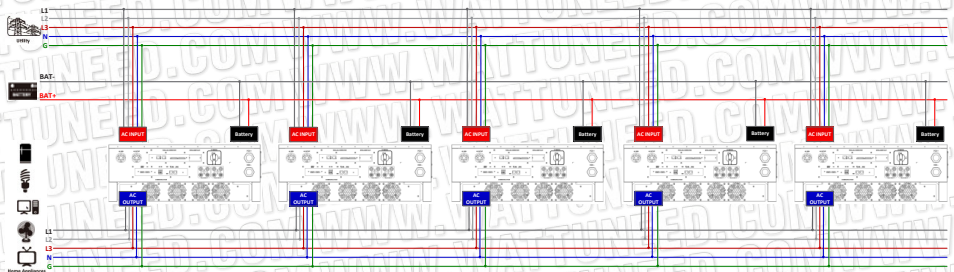 L1
L2
L3
N
G
Utility
BAT-
BATTERY
BAT+
AC INPUT
Battery
AC INPUT
Battery
AC INPUT
Battery
AC INPUT
Battery
AC INPUT
Battery
AC
OUTPUT
AC
OUTPUT
AC
OUTPUT
AC
OUTPUT
AC
OUTPUT
L1
L2
L3
N
G
Home Appliances
WWW.WATTUNEED.COM